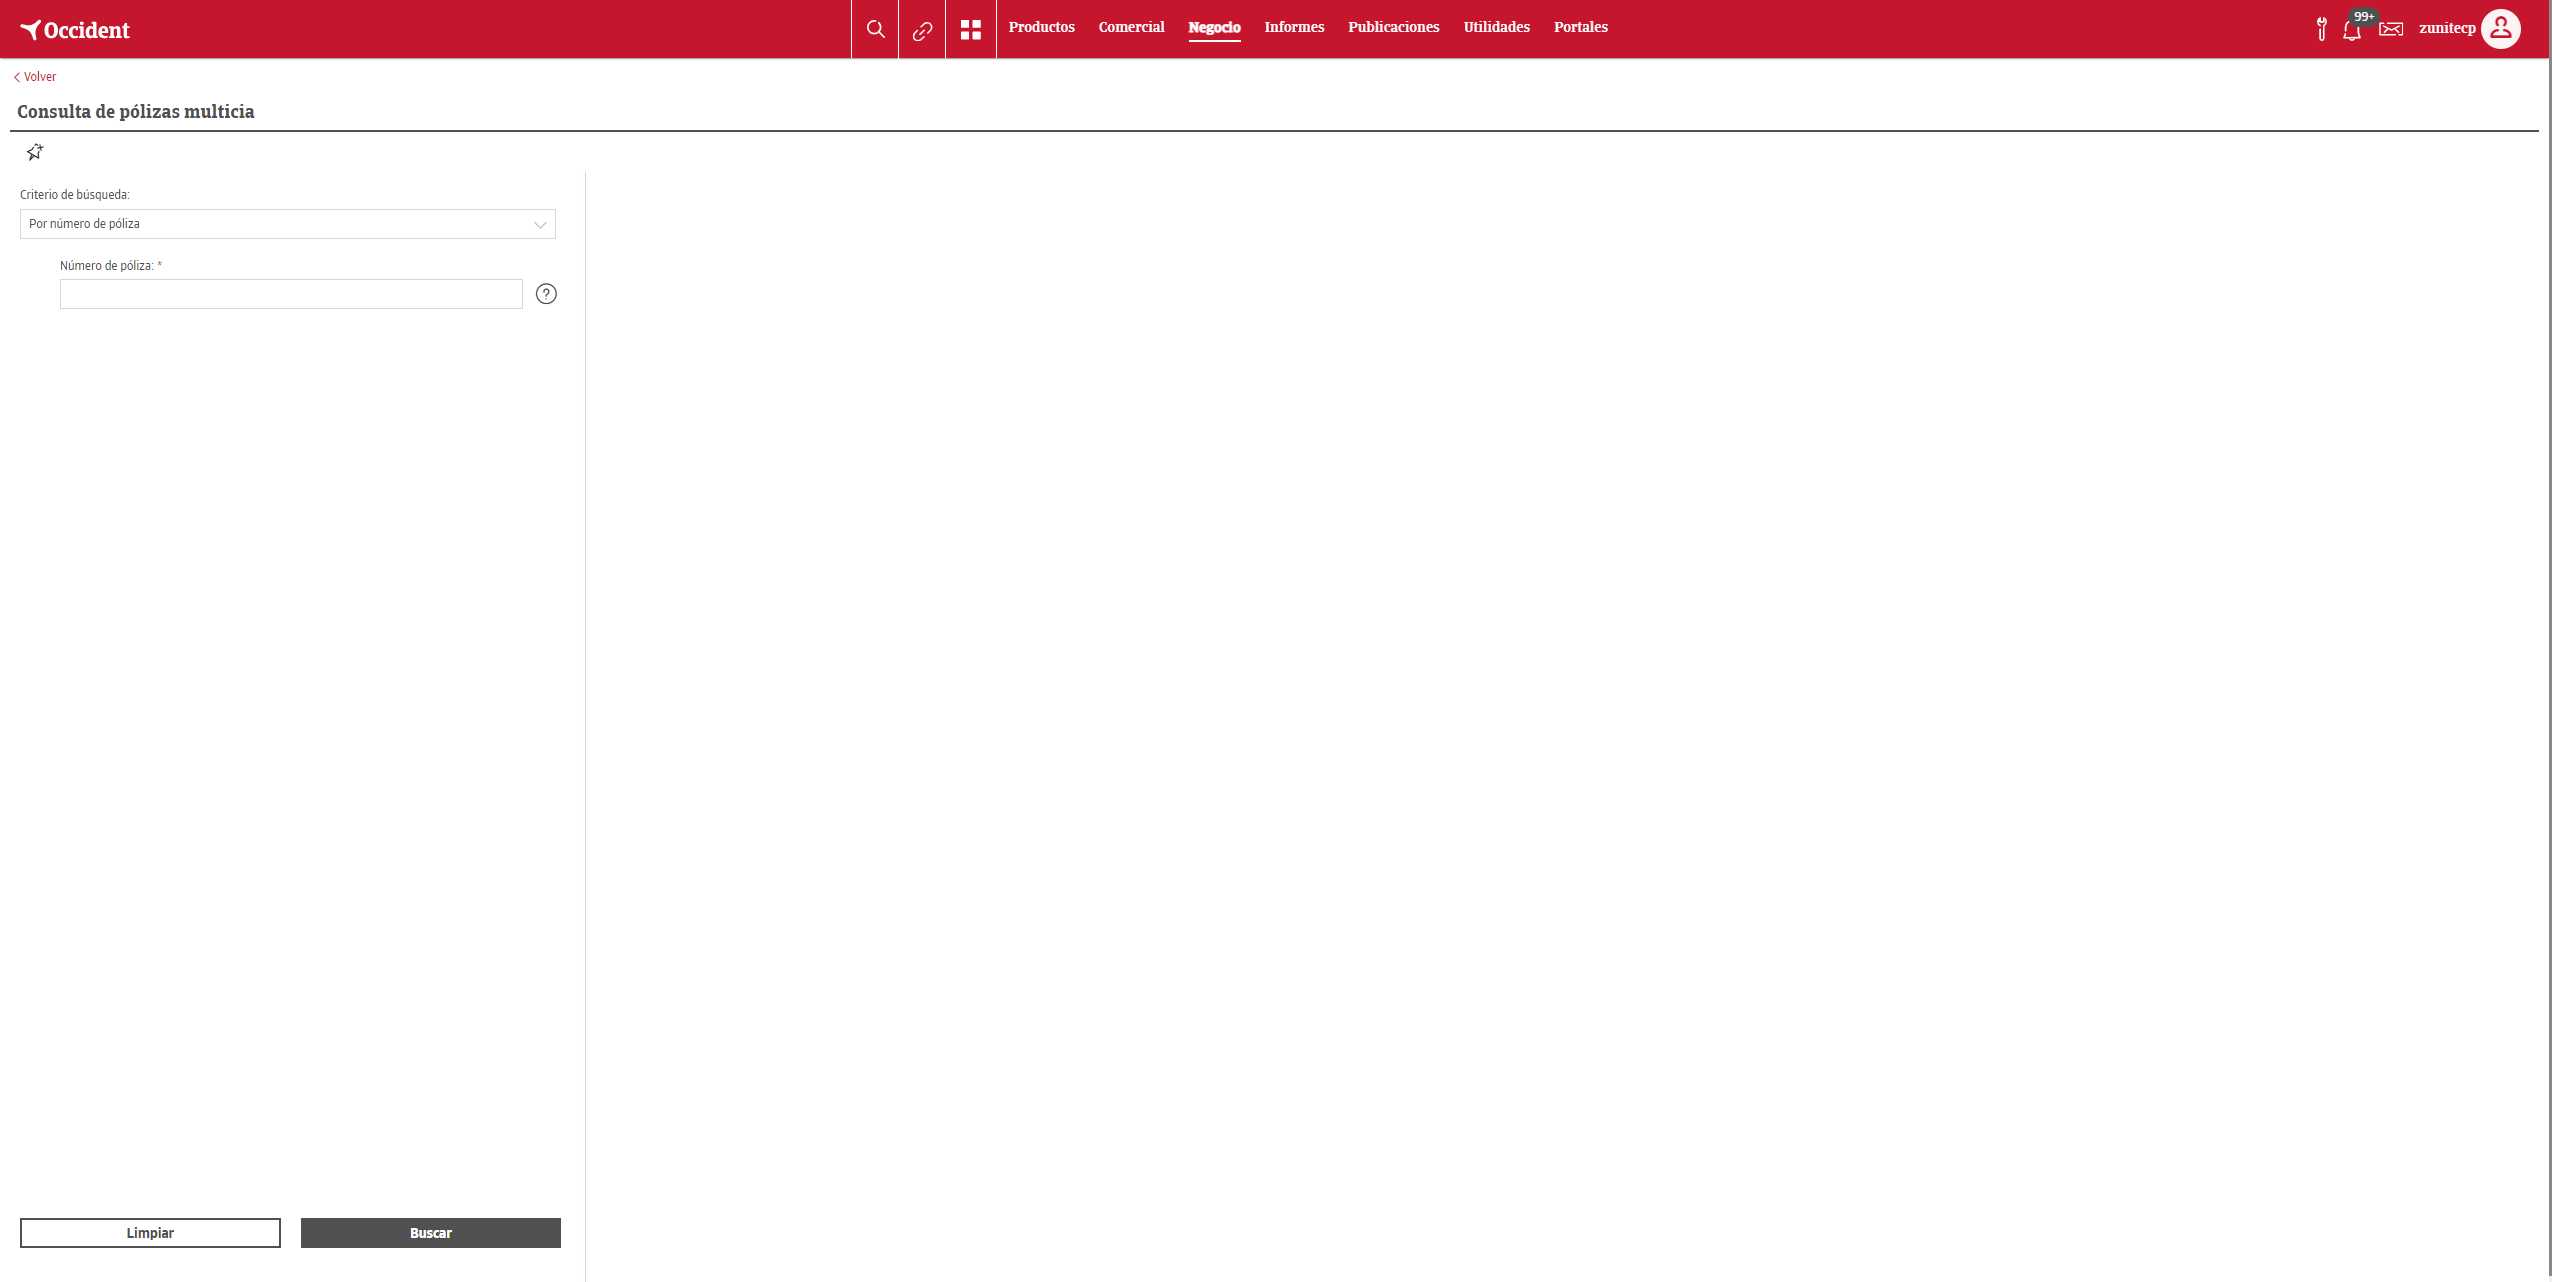 Occident
Productos Comercial Negocio Informes Publicaciones Utilidades Portales
99+
zunitecp
Volver
Consulta de pólizas multicia
Criterio de búsqueda:
Por número de póliza
Número de póliza: *
?
Limpiar Buscar